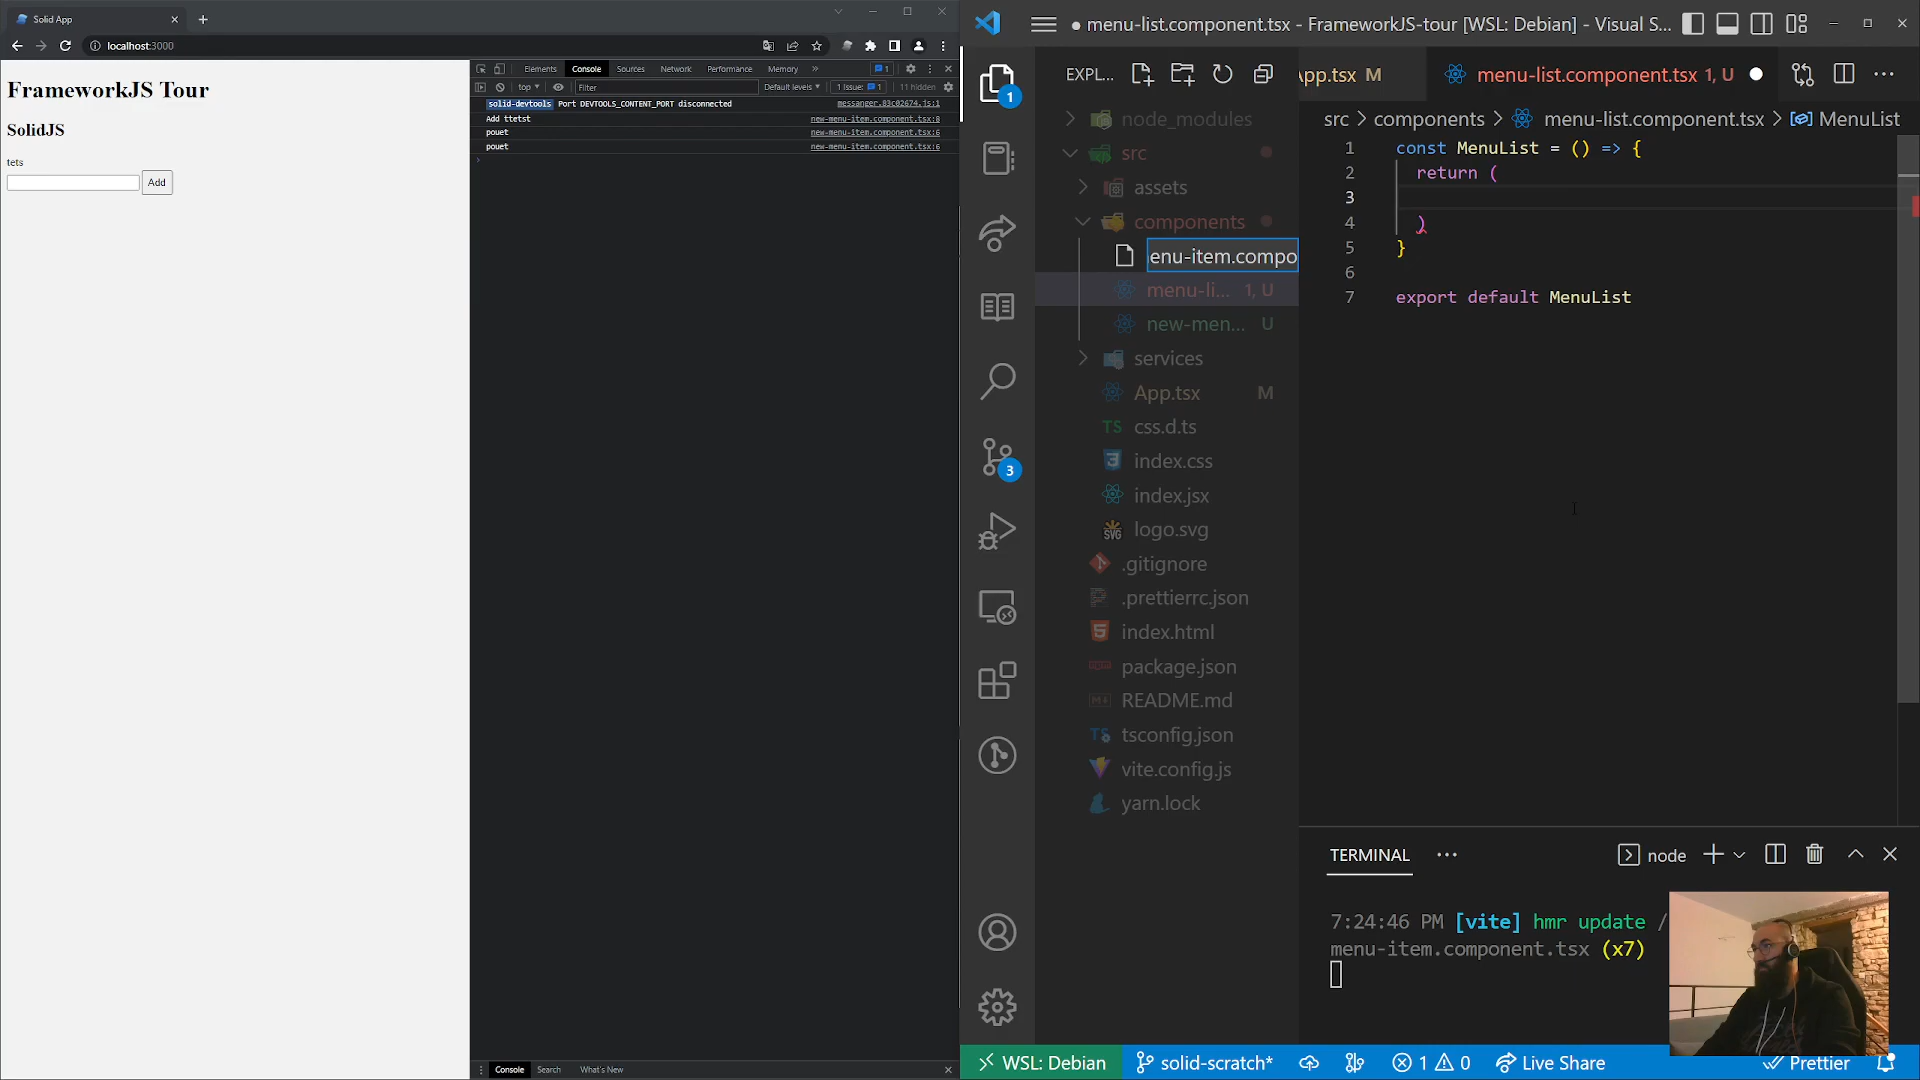 Solid App
localhost:3000
FrameworkJS Tour
SolidJS
tets
Add
Elements Console Sources Network Performance Memory » 1
top ▾ Filter Default levels ▾ 1 Issue: 1 11 hidden
solid-devtools Port DEVTOOLS_CONTENT_PORT disconnected messanger.83c02674.js:1
Add ttetst new-menu-item.component.tsx:8
pouet new-menu-item.component.tsx:6
pouet new-menu-item.component.tsx:6
Console Search What's New
● menu-list.component.tsx - FrameworkJS-tour [WSL: Debian] - Visual S...
EXPL...
node_modules
src
assets
components
enu-item.compo
menu-li... 1, U
new-men... U
services
App.tsx M
css.d.ts
index.css
index.jsx
logo.svg
.gitignore
.prettierrc.json
index.html
package.json
README.md
tsconfig.json
vite.config.js
yarn.lock
1
3
App.tsx M
menu-list.component.tsx 1, U ●
src > components > menu-list.component.tsx > MenuList
1 const MenuList = () => {
2 return (
3
4 )
5 }
6
7 export default MenuList
TERMINAL ···
node
7:24:46 PM [vite] hmr update /
menu-item.component.tsx (x7)
WSL: Debian solid-scratch* 1 0 Live Share Prettier